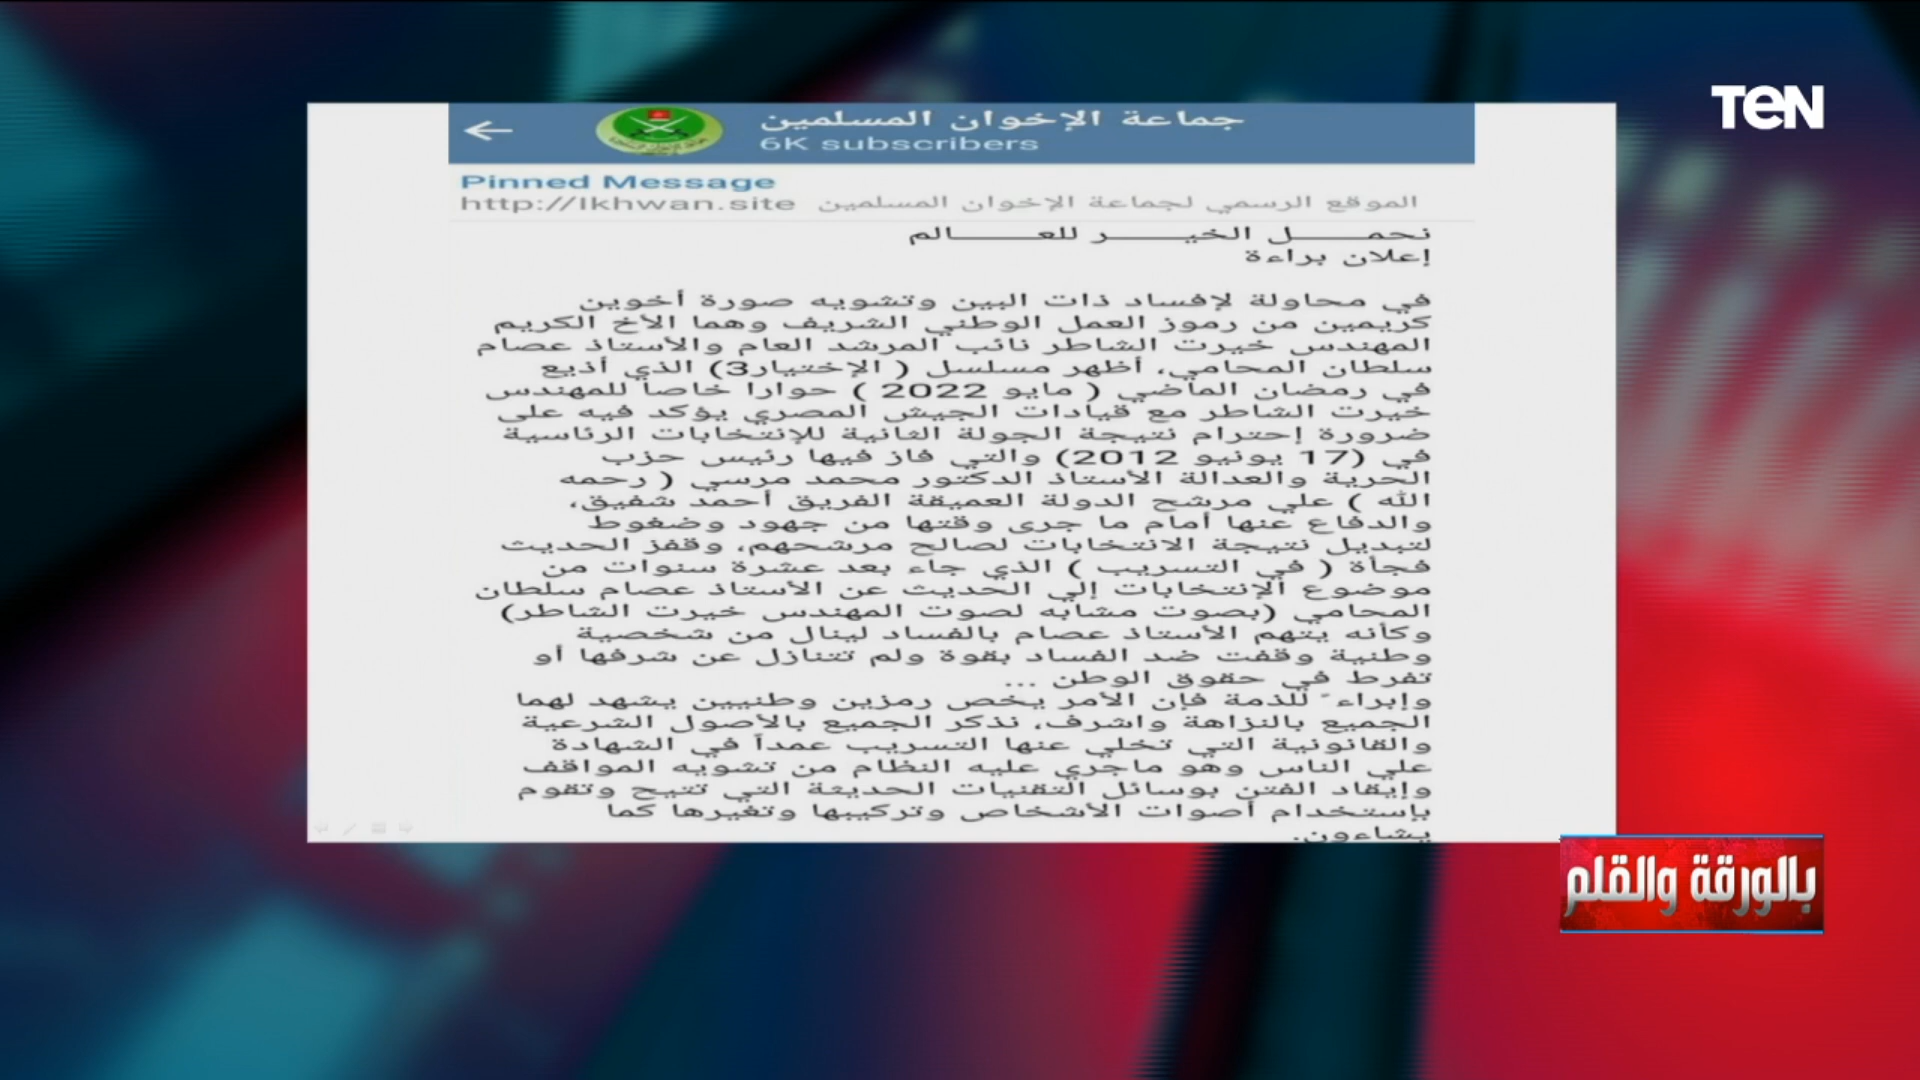 TeN
جماعة الإخوان المسلمين
6K subscribers
Pinned Message
http://Ikhwan.site الموقع الرسمي لجماعة الإخوان المسلمين
نحمـــــل الخيـــــر للعـــــالم
إعلان براءة
في محاولة لإفساد ذات البين وتشويه صورة أخوين
كريمين من رموز العمل الوطني الشريف وهما الأخ الكريم
المهندس خيرت الشاطر نائب المرشد العام والأستاذ عصام
سلطان المحامي، أظهر مسلسل ( الإختيار3) الذي أذيع
في رمضان الماضي ( مايو 2022 ) حوارا خاصاً للمهندس
خيرت الشاطر مع قيادات الجيش المصري يؤكد فيه على
ضرورة إحترام نتيجة الجولة الثانية للإنتخابات الرئاسية
في (17 يونيو 2012) والتي فاز فيها رئيس حزب
الحرية والعدالة الأستاذ الدكتور محمد مرسي ( رحمه
الله ) علي مرشح الدولة العميقة الفريق أحمد شفيق،
والدفاع عنها أمام ما جرى وقتها من جهود وضغوط
لتبديل نتيجة الانتخابات لصالح مرشحهم، وقفز الحديث
فجأة ( في التسريب ) الذي جاء بعد عشرة سنوات من
موضوع الإنتخابات إلي الحديث عن الأستاذ عصام سلطان
المحامي (بصوت مشابه لصوت المهندس خيرت الشاطر)
وكأنه يتهم الأستاذ عصام بالفساد لينال من شخصية
وطنية وقفت ضد الفساد بقوة ولم تتنازل عن شرفها أو
تفرط في حقوق الوطن ...
وإبراء ً للذمة فإن الأمر يخص رمزين وطنيين يشهد لهما
الجميع بالنزاهة واشرف، نذكر الجميع بالأصول الشرعية
والقانونية التي تخلي عنها التسريب عمداً في الشهادة
علي الناس وهو ماجري عليه النظام من تشويه المواقف
وإيقاد الفتن بوسائل التقنيات الحديثة التي تتيح وتقوم
بإستخدام أصوات الأشخاص وتركيبها وتغيرها كما
يشاءون.
بالورقة والقلم